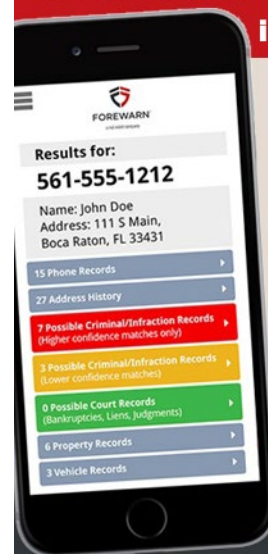 i
FOREWARN
Results for:
561-555-1212
Name: John Doe
Address: 111 S Main,
Boca Raton, FL 33431
15 Phone Records
27 Address History
7 Possible Criminal/Infraction Records
(Higher confidence matches only)
3 Possible Criminal/Infraction Records
(Lower confidence matches)
0 Possible Court Records
(Bankruptcies, Liens, Judgments)
6 Property Records
3 Vehicle Records